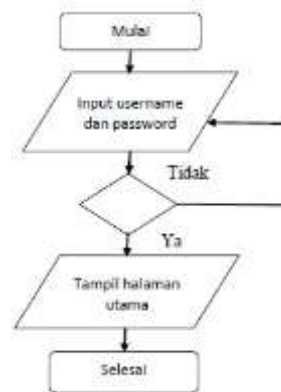 Mulai
Input username
dan password
Tidak
Ya
Tampil halaman
utama
Selesai